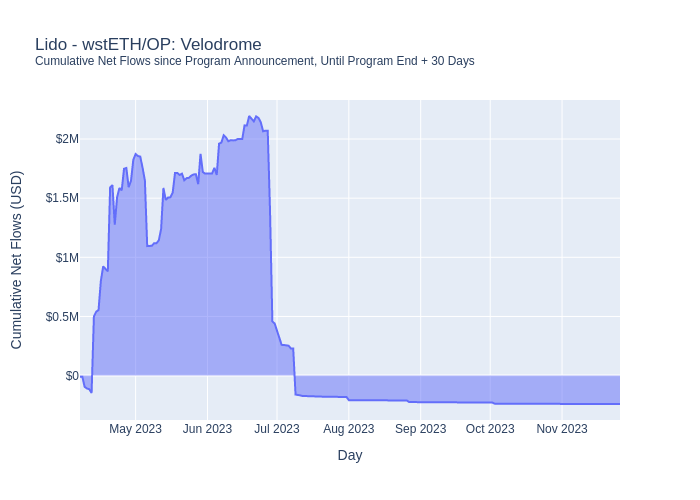 Lido - wstETH/OP: Velodrome
Cumulative Net Flows since Program Announcement, Until Program End + 30 Days
Cumulative Net Flows (USD)
$2M
$1.5M
$1M
$0.5M
$0
May 2023 Jun 2023 Jul 2023 Aug 2023 Sep 2023 Oct 2023 Nov 2023
Day